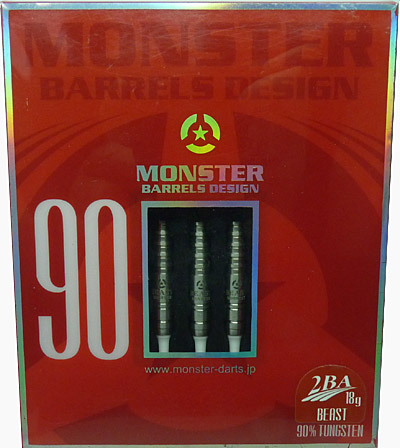 MONSTER
BARRELS DESIGN
MONSTER
BARRELS DESIGN
90
www.monster-darts.jp
2BA
18g
BEAST
90% TUNGSTEN